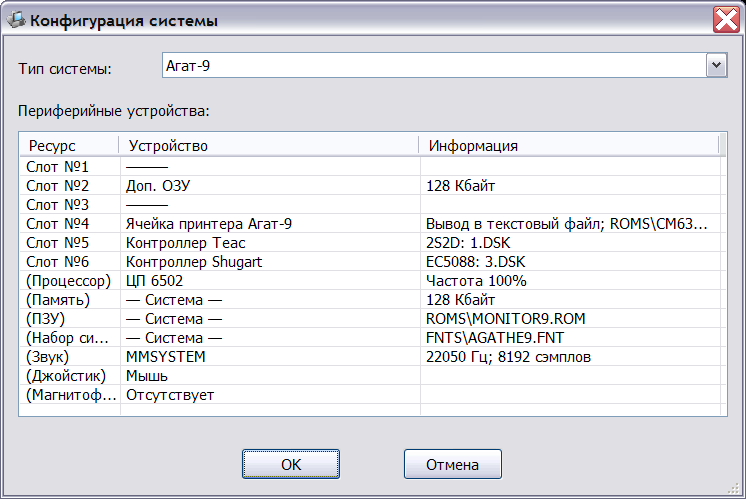 Конфигурация системы
Тип системы: Агат-9
Периферийные устройства:
Ресурс Устройство Информация
Слот №1 ———
Слот №2 Доп. ОЗУ 128 Кбайт
Слот №3 ———
Слот №4 Ячейка принтера Агат-9 Вывод в текстовый файл; ROMS\CM63...
Слот №5 Контроллер Teac 2S2D: 1.DSK
Слот №6 Контроллер Shugart EC5088: 3.DSK
(Процессор) ЦП 6502 Частота 100%
(Память) — Система — 128 Кбайт
(ПЗУ) — Система — ROMS\MONITOR9.ROM
(Набор си... — Система — FNTS\AGATHE9.FNT
(Звук) MMSYSTEM 22050 Гц; 8192 сэмплов
(Джойстик) Мышь
(Магнитоф... Отсутствует
OK Отмена